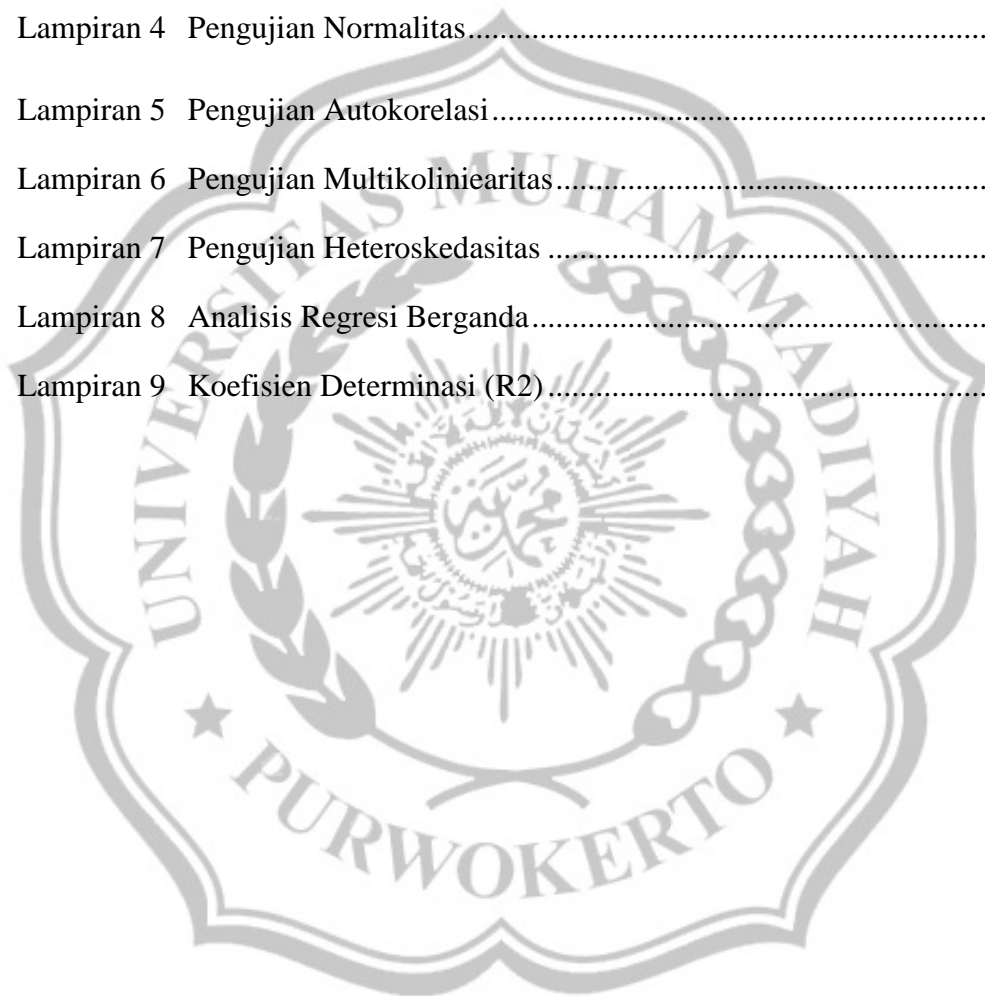 Lampiran 4 Pengujian Normalitas........................................................................
Lampiran 5 Pengujian Autokorelasi.....................................................................
Lampiran 6 Pengujian Multikoliniearitas.............................................................
Lampiran 7 Pengujian Heteroskedasitas ..............................................................
Lampiran 8 Analisis Regresi Berganda................................................................
Lampiran 9 Koefisien Determinasi (R2)..............................................................
UNIVERSITAS MUHAMMADIYAH
PURWOKERTO